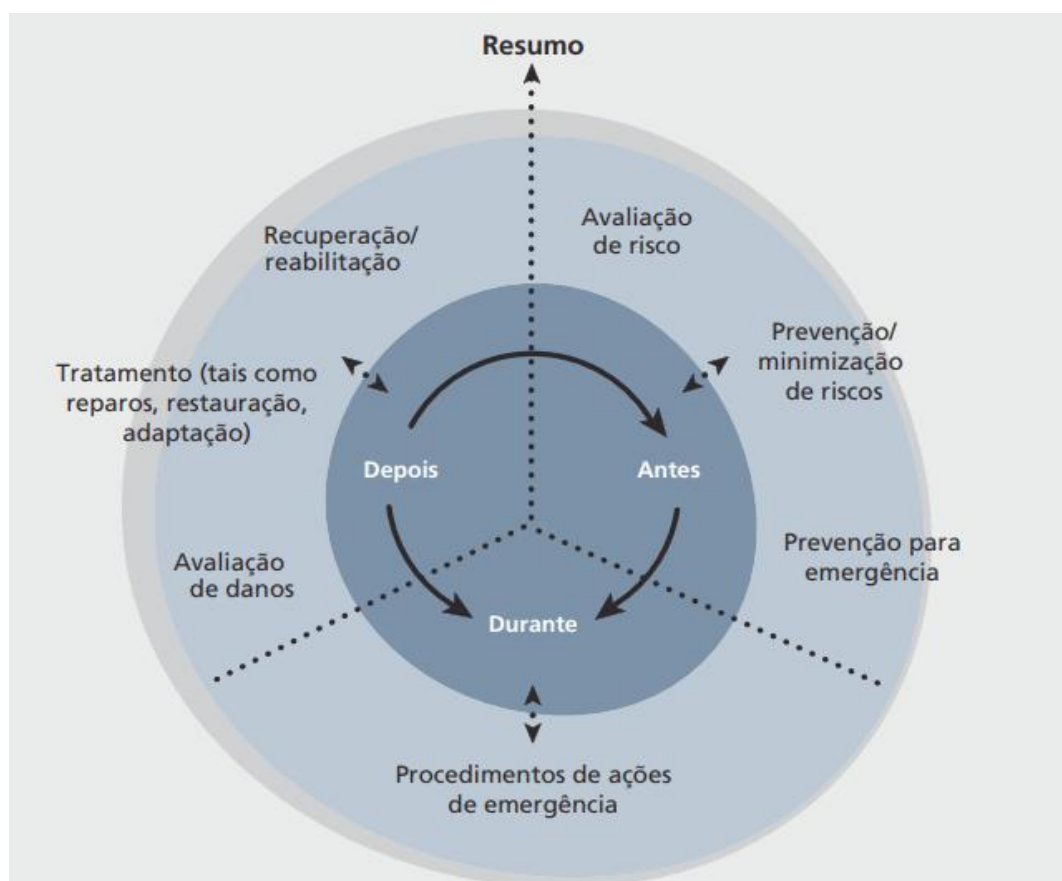 Resumo
Avaliação
de risco
Recuperação/
reabilitação
Prevenção/
minimização
de riscos
Tratamento (tais como
reparos, restauração,
adaptação)
Depois
Antes
Prevenção para
emergência
Avaliação
de danos
Durante
Procedimentos de ações
de emergência